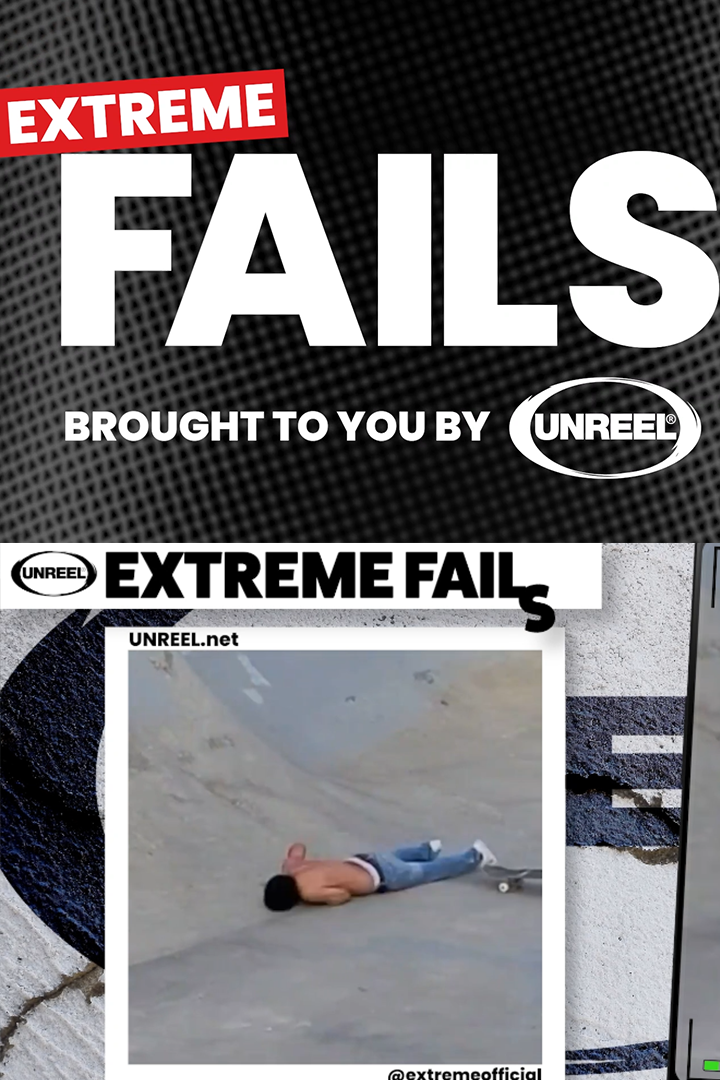 EXTREME
FAILS
BROUGHT TO YOU BY UNREEL®
UNREEL EXTREME FAILS
UNREEL.net
@extremeofficial